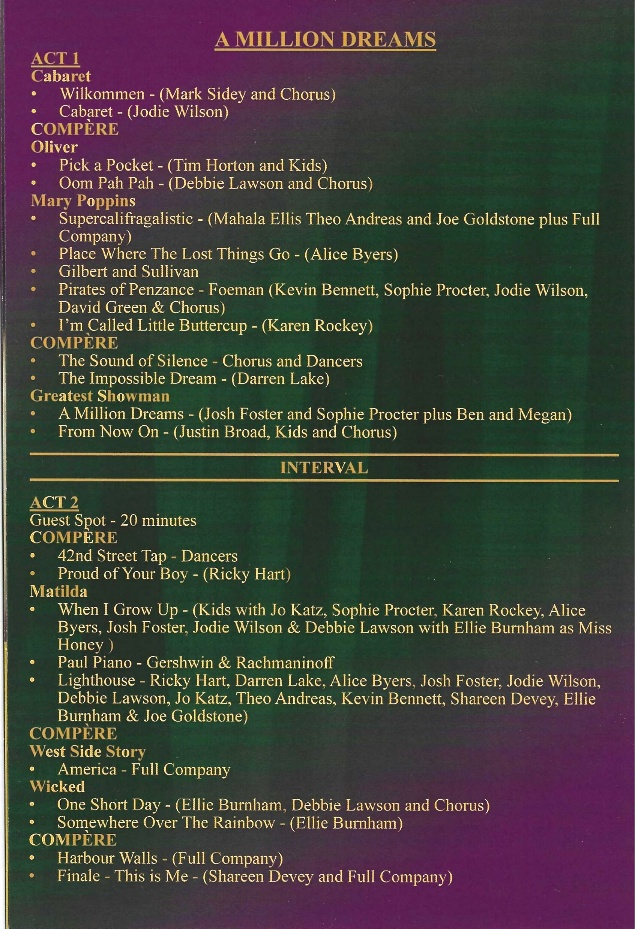 A MILLION DREAMS
ACT 1
Cabaret
• Wilkommen - (Mark Sidey and Chorus)
• Cabaret - (Jodie Wilson)
COMPÈRE
Oliver
• Pick a Pocket - (Tim Horton and Kids)
• Oom Pah Pah - (Debbie Lawson and Chorus)
Mary Poppins
• Supercalifragalistic - (Mahala Ellis Theo Andreas and Joe Goldstone plus Full
Company)
• Place Where The Lost Things Go - (Alice Byers)
• Gilbert and Sullivan
• Pirates of Penzance - Foeman (Kevin Bennett, Sophie Procter, Jodie Wilson,
David Green & Chorus)
• I'm Called Little Buttercup - (Karen Rockey)
COMPÈRE
• The Sound of Silence - Chorus and Dancers
• The Impossible Dream - (Darren Lake)
Greatest Showman
• A Million Dreams - (Josh Foster and Sophie Procter plus Ben and Megan)
• From Now On - (Justin Broad, Kids and Chorus)
INTERVAL
ACT 2
Guest Spot - 20 minutes
COMPÈRE
• 42nd Street Tap - Dancers
• Proud of Your Boy - (Ricky Hart)
Matilda
• When I Grow Up - (Kids with Jo Katz, Sophie Procter, Karen Rockey, Alice
Byers, Josh Foster, Jodie Wilson & Debbie Lawson with Ellie Burnham as Miss
Honey )
• Paul Piano - Gershwin & Rachmaninoff
• Lighthouse - Ricky Hart, Darren Lake, Alice Byers, Josh Foster, Jodie Wilson,
Debbie Lawson, Jo Katz, Theo Andreas, Kevin Bennett, Shareen Devey, Ellie
Burnham & Joe Goldstone)
COMPÈRE
West Side Story
• America - Full Company
Wicked
• One Short Day - (Ellie Burnham, Debbie Lawson and Chorus)
• Somewhere Over The Rainbow - (Ellie Burnham)
COMPÈRE
• Harbour Walls - (Full Company)
• Finale - This is Me - (Shareen Devey and Full Company)